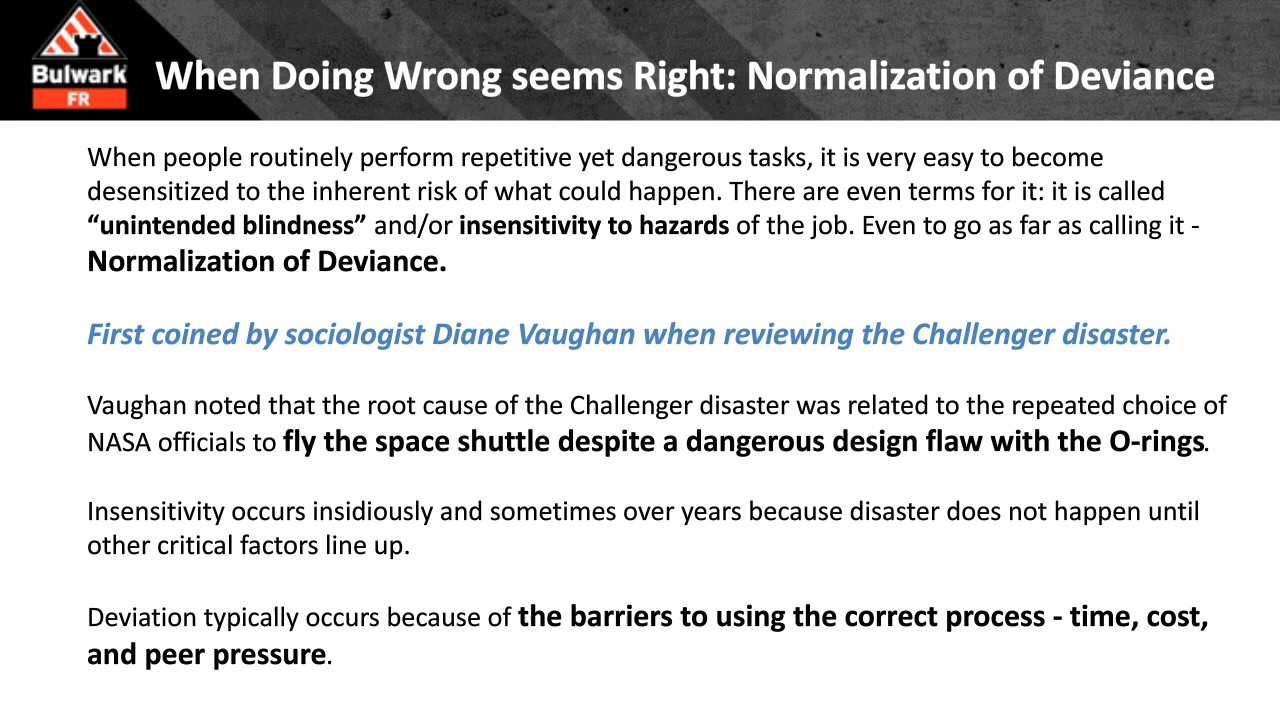 Bulwark
FR
When Doing Wrong seems Right: Normalization of Deviance
When people routinely perform repetitive yet dangerous tasks, it is very easy to become
desensitized to the inherent risk of what could happen. There are even terms for it: it is called
“unintended blindness” and/or insensitivity to hazards of the job. Even to go as far as calling it -
Normalization of Deviance.
First coined by sociologist Diane Vaughan when reviewing the Challenger disaster.
Vaughan noted that the root cause of the Challenger disaster was related to the repeated choice of
NASA officials to fly the space shuttle despite a dangerous design flaw with the O-rings.
Insensitivity occurs insidiously and sometimes over years because disaster does not happen until
other critical factors line up.
Deviation typically occurs because of the barriers to using the correct process - time, cost,
and peer pressure.